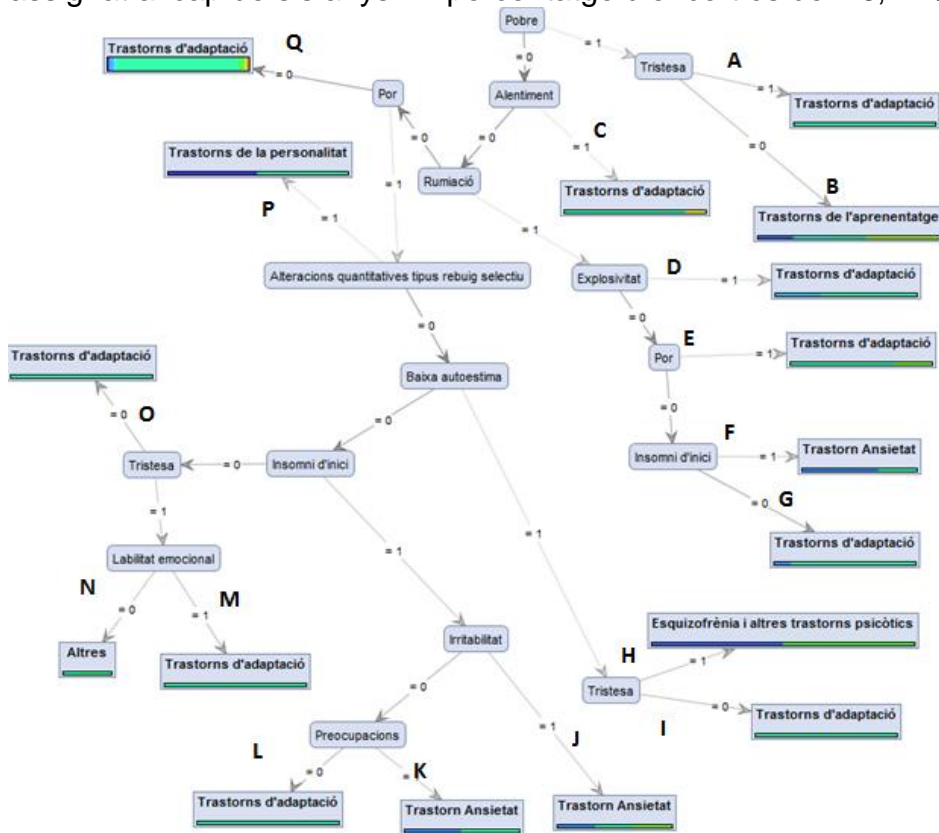 Pobre
Q
Trastorns d'adaptació
= 0
= 1
Tristesa
A
= 0
Por
Alentiment
= 1
Trastorns d'adaptació
C
= 0
= 0
= 0
Trastorns de la personalitat
= 1
Rumiació
= 1
Trastorns d'adaptació
B
Trastorns de l'aprenentatge
P
= 1
= 1
Alteracions quantitatives tipus rebuig selectiu
Explosivitat
D
= 1
Trastorns d'adaptació
= 0
= 0
E
Trastorns d'adaptació
Trastorns d'adaptació
Por
= 1
Baixa autoestima
= 0
O
= 0
= 0
F
Tristesa
= 0
Insomni d'inici
Insomni d'inici
= 1
Trastorn Ansietat
= 0
G
= 1
= 1
= 1
Trastorns d'adaptació
Labilitat emocional
N
M
= 0
= 1
Irritabilitat
Esquizofrènia i altres trastorns psicòtics
H
= 1
Altres
Trastorns d'adaptació
Tristesa
= 0
= 0
I
Trastorns d'adaptació
Preocupacions
= 1
J
L
= 0
=
K
Trastorns d'adaptació
Trastorn Ansietat
Trastorn Ansietat